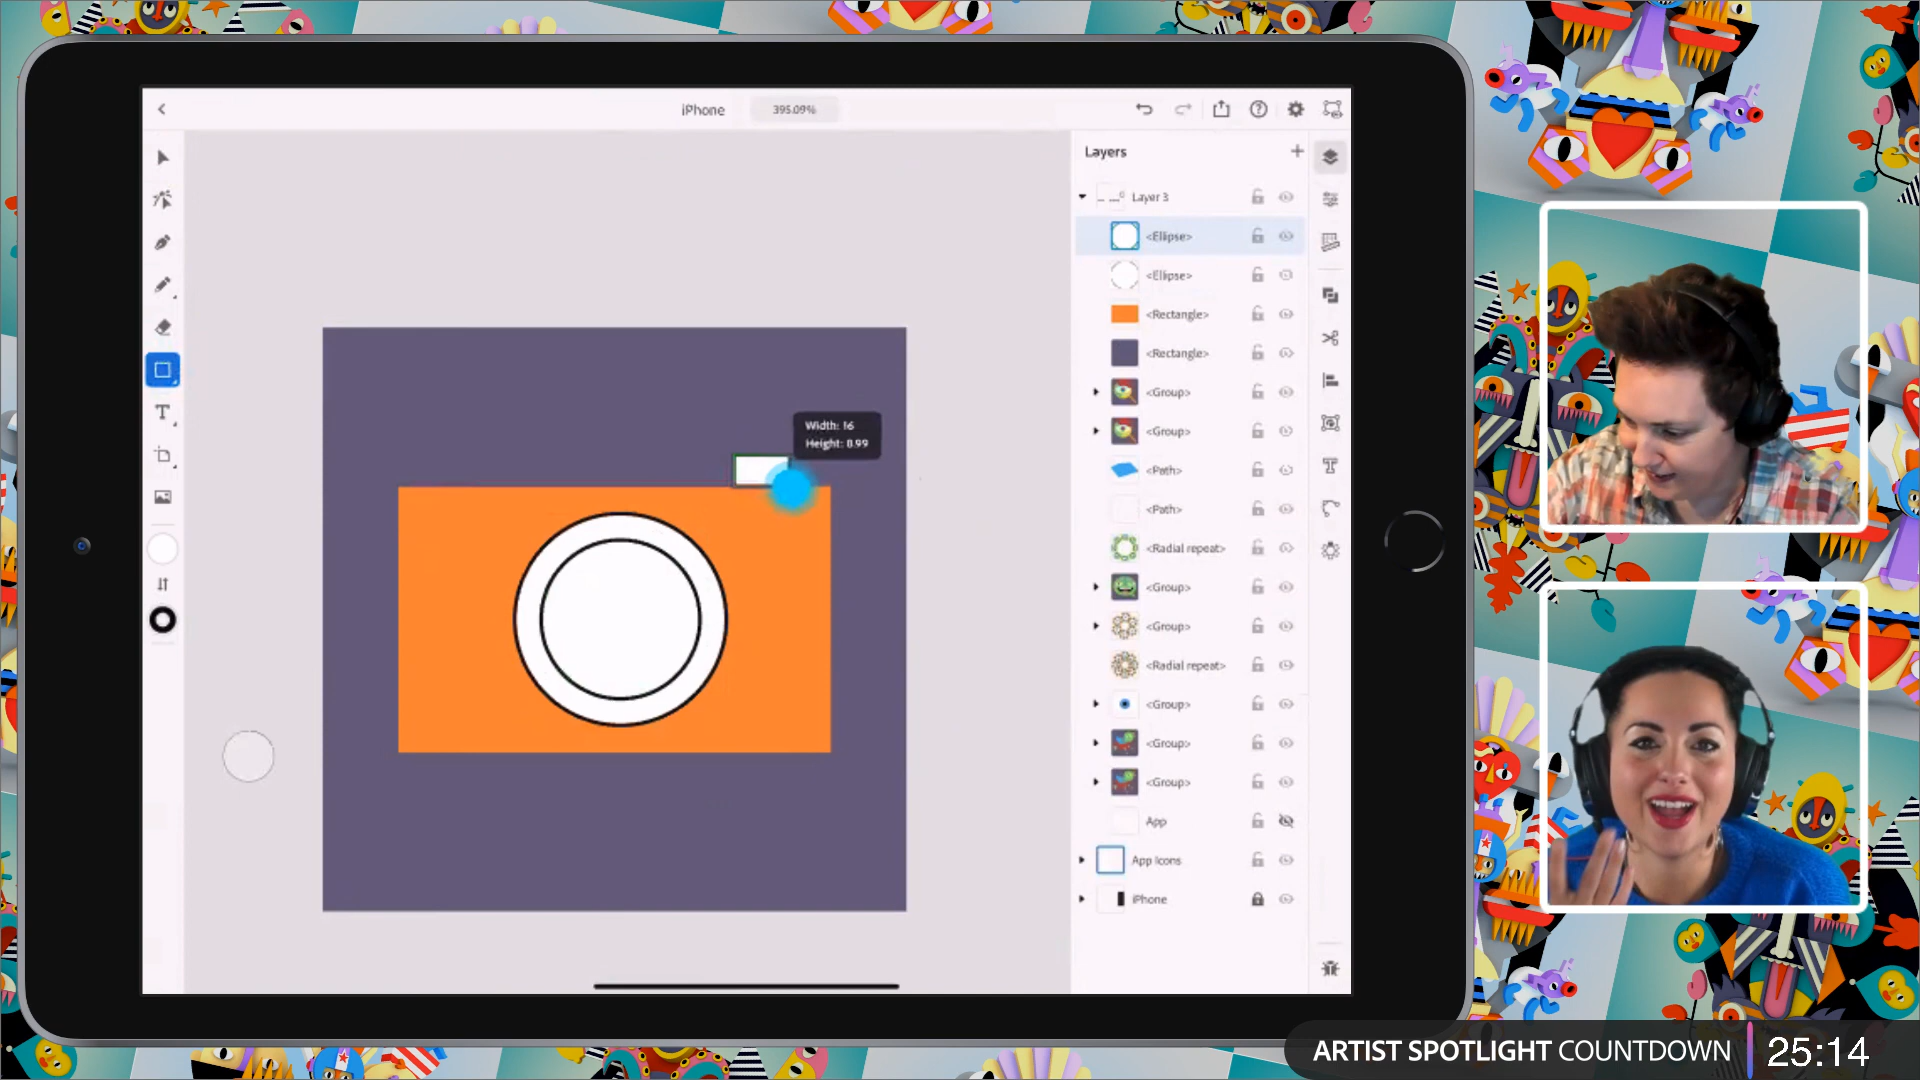 iPhone
395.09%
Layers
Layer 3
<Ellipse>
<Ellipse>
<Rectangle>
<Rectangle>
<Group>
<Group>
<Path>
<Path>
<Radial repeat>
<Group>
<Group>
<Radial repeat>
<Group>
<Group>
<Group>
App
App Icons
iPhone
Width: 16
Height: 8.99
ARTIST SPOTLIGHT COUNTDOWN
25:14